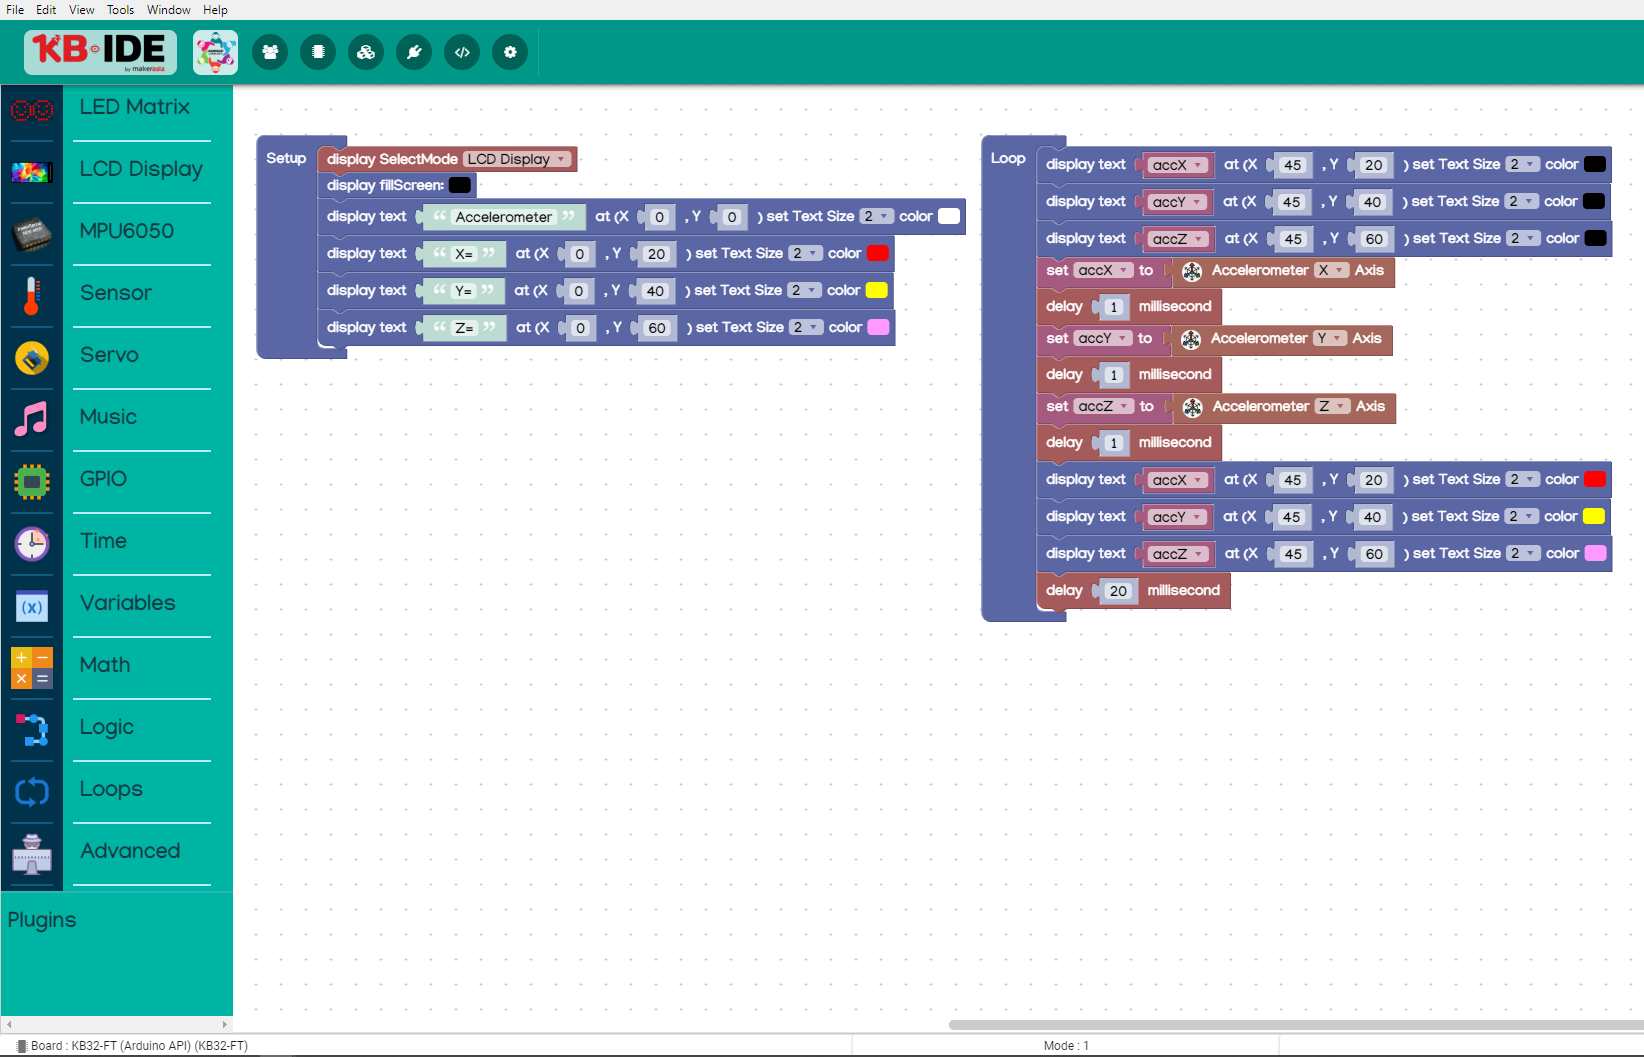 File Edit View Tools Window Help
KB IDE
by makerasia
LED Matrix
LCD Display
MPU6050
Sensor
Servo
Music
GPIO
Time
Variables
Math
Logic
Loops
Advanced
Plugins
Setup
display SelectMode LCD Display
display fillScreen:
display text “ Accelerometer ” at (X 0 , Y 0 ) set Text Size 2 color
display text “ X= ” at (X 0 , Y 20 ) set Text Size 2 color
display text “ Y= ” at (X 0 , Y 40 ) set Text Size 2 color
display text “ Z= ” at (X 0 , Y 60 ) set Text Size 2 color
Loop
display text accX at (X 45 , Y 20 ) set Text Size 2 color
display text accY at (X 45 , Y 40 ) set Text Size 2 color
display text accZ at (X 45 , Y 60 ) set Text Size 2 color
set accX to Accelerometer X Axis
delay 1 millisecond
set accY to Accelerometer Y Axis
delay 1 millisecond
set accZ to Accelerometer Z Axis
delay 1 millisecond
display text accX at (X 45 , Y 20 ) set Text Size 2 color
display text accY at (X 45 , Y 40 ) set Text Size 2 color
display text accZ at (X 45 , Y 60 ) set Text Size 2 color
delay 20 millisecond
Board : KB32-FT (Arduino API) (KB32-FT)
Mode : 1